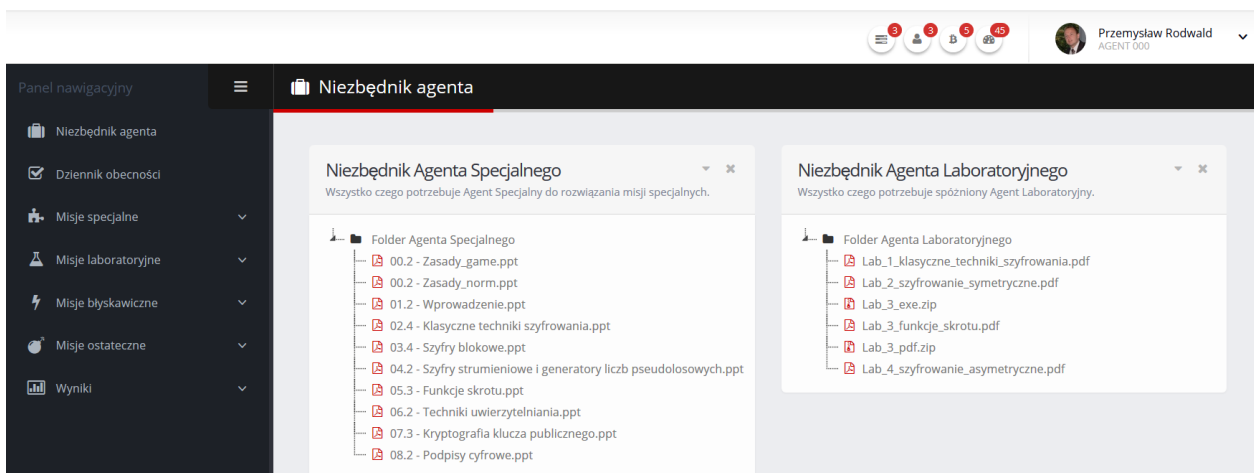 3
3
5
45
Przemysław Rodwald
AGENT 000
Panel nawigacyjny
Niezbędnik agenta
Niezbędnik agenta
Dziennik obecności
Misje specjalne
Misje laboratoryjne
Misje błyskawiczne
Misje ostateczne
Wyniki
Niezbędnik Agenta Specjalnego
Wszystko czego potrzebuje Agent Specjalny do rozwiązania misji specjalnych.
Folder Agenta Specjalnego
00.2 - Zasady_game.ppt
00.2 - Zasady_norm.ppt
01.2 - Wprowadzenie.ppt
02.4 - Klasyczne techniki szyfrowania.ppt
03.4 - Szyfry blokowe.ppt
04.2 - Szyfry strumieniowe i generatory liczb pseudolosowych.ppt
05.3 - Funkcje skrotu.ppt
06.2 - Techniki uwierzytelniania.ppt
07.3 - Kryptografia klucza publicznego.ppt
08.2 - Podpisy cyfrowe.ppt
Niezbędnik Agenta Laboratoryjnego
Wszystko czego potrzebuje spóżniony Agent Laboratoryjny.
Folder Agenta Laboratoryjnego
Lab_1_klasyczne_techniki_szyfrowania.pdf
Lab_2_szyfrowanie_symetryczne.pdf
Lab_3_exe.zip
Lab_3_funkcje_skrotu.pdf
Lab_3_pdf.zip
Lab_4_szyfrowanie_asymetryczne.pdf